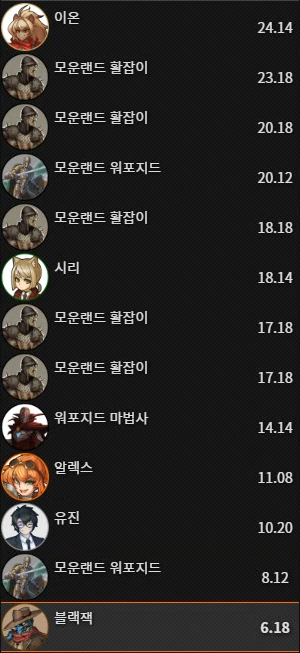 이온
24.14
모운랜드 활잡이
23.18
모운랜드 활잡이
20.18
모운랜드 워포지드
20.12
모운랜드 활잡이
18.18
시리
18.14
모운랜드 활잡이
17.18
모운랜드 활잡이
17.18
워포지드 마법사
14.14
알렉스
11.08
유진
10.20
모운랜드 워포지드
8.12
블랙잭
6.18